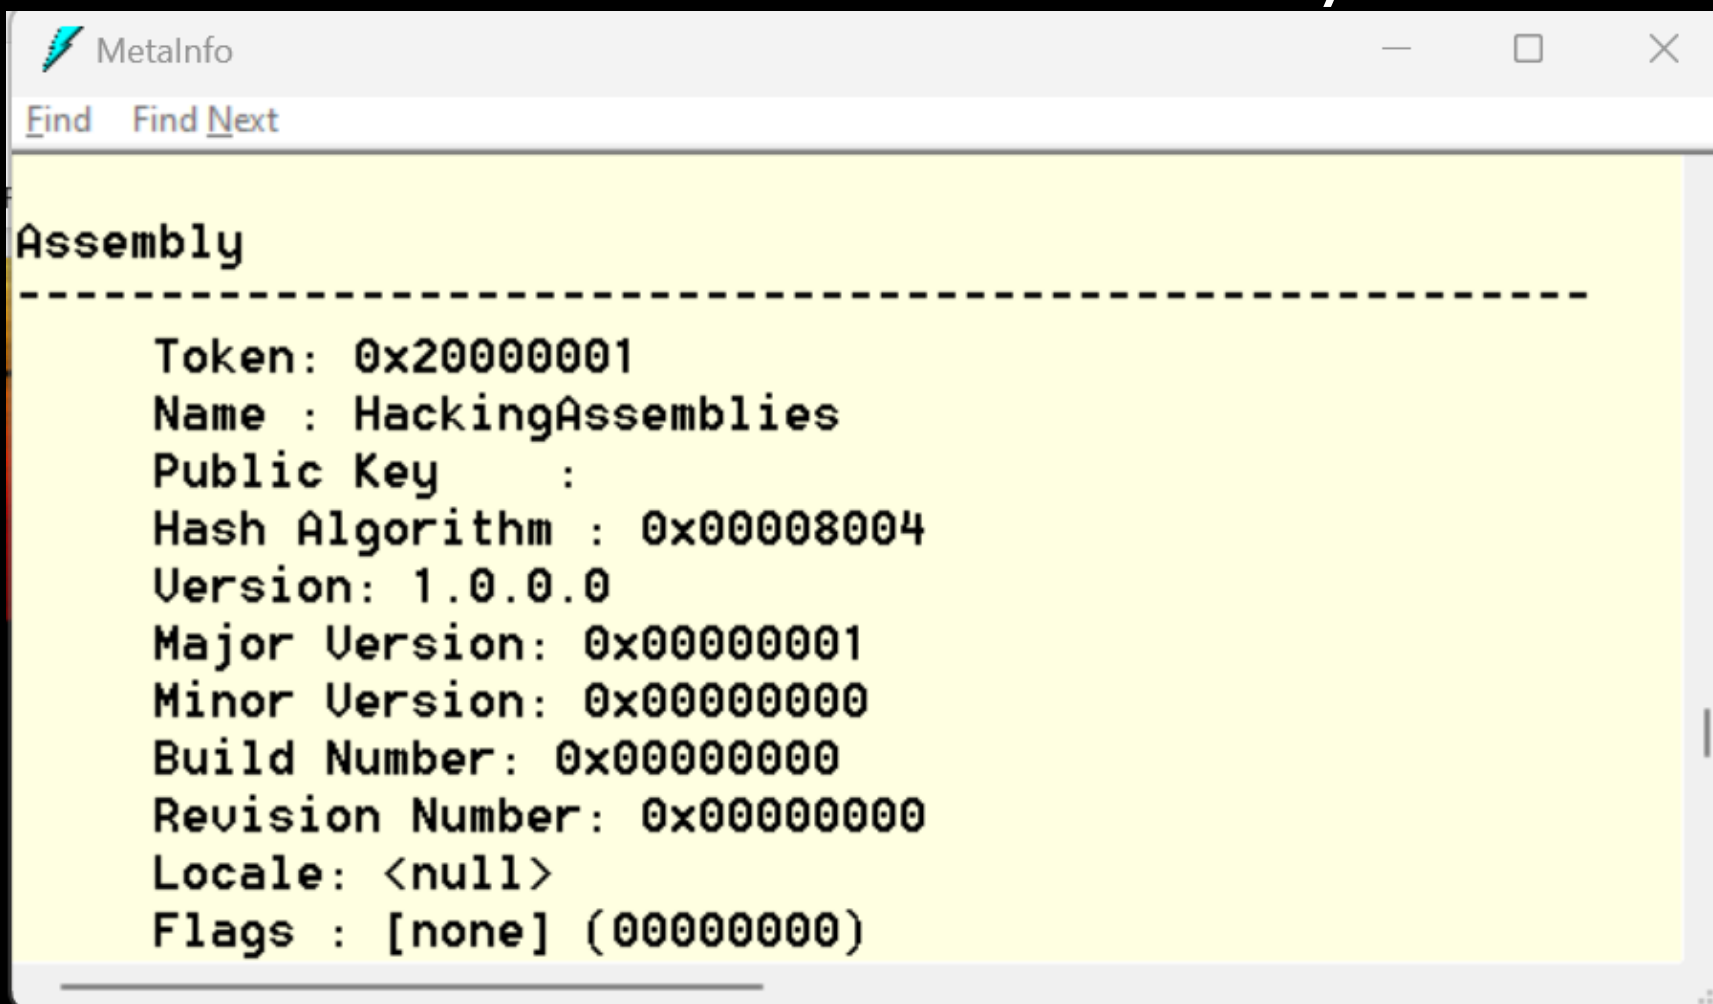 MetaInfo
Find Find Next
Assembly
-------------------------------------------------------
Token: 0x20000001
Name : HackingAssemblies
Public Key    :
Hash Algorithm : 0x00008004
Version: 1.0.0.0
Major Version: 0x00000001
Minor Version: 0x00000000
Build Number: 0x00000000
Revision Number: 0x00000000
Locale: <null>
Flags : [none] (00000000)